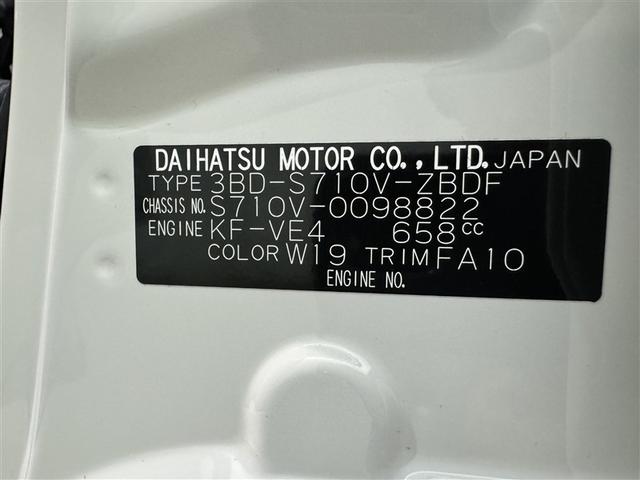 DAIHATSU MOTOR CO., LTD. JAPAN
TYPE 3BD-S710V-ZBDF
CHASSIS NO. S710V-0098822
ENGINE KF-VE4 658cc
COLOR W19 TRIM FA10
ENGINE NO.